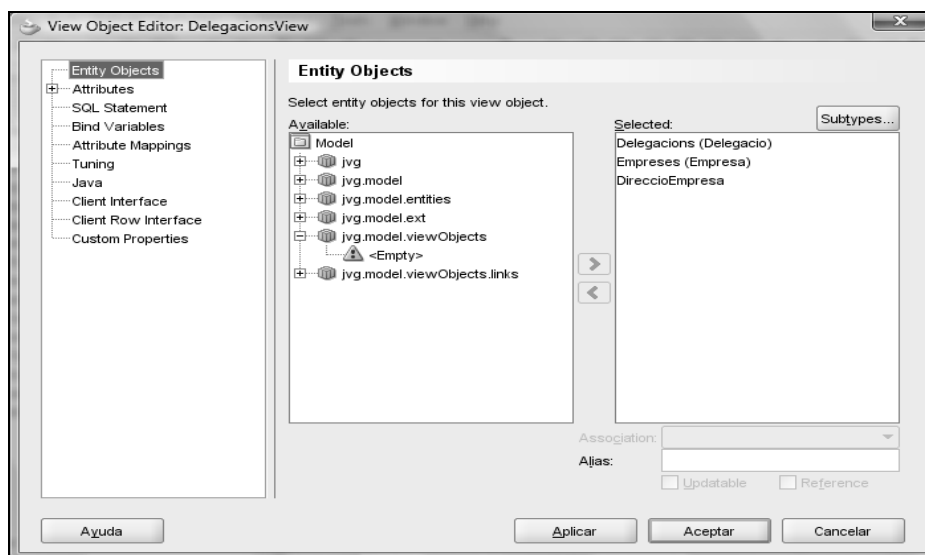 View Object Editor: DelegacionsView
Entity Objects
Attributes
SQL Statement
Bind Variables
Attribute Mappings
Tuning
Java
Client Interface
Client Row Interface
Custom Properties
Entity Objects
Select entity objects for this view object.
Available:
Model
jvg
jvg.model
jvg.model.entities
jvg.model.ext
jvg.model.viewObjects
<Empty>
jvg.model.viewObjects.links
Selected:
Subtypes...
Delegacions (Delegacio)
Empreses (Empresa)
DireccioEmpresa
Association:
Alias:
Updatable
Reference
Ayuda
Aplicar
Aceptar
Cancelar